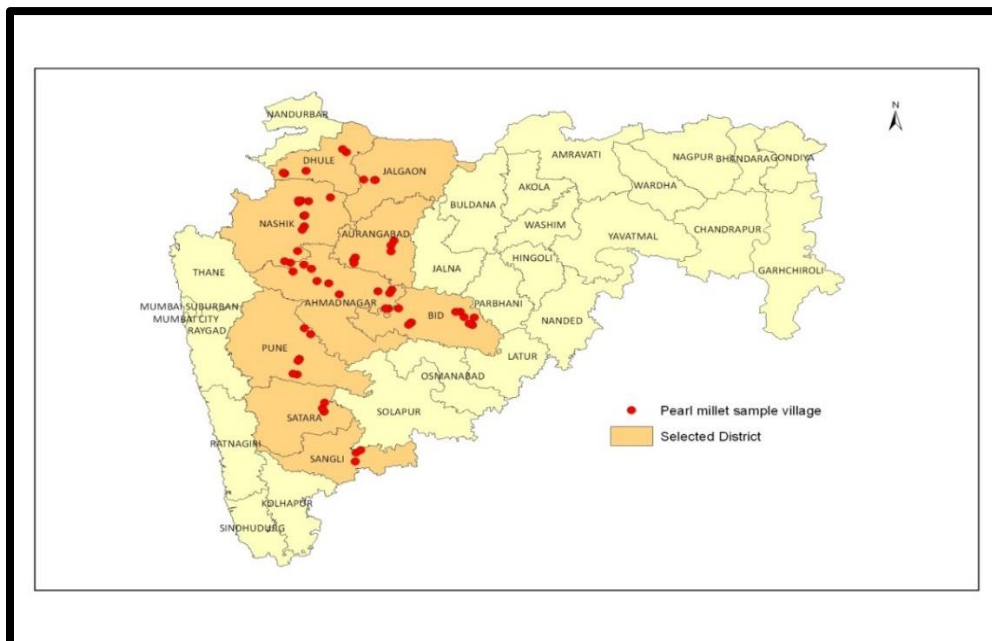 N
NANDURBAR
DHULE
JALGAON
AMRAVATI
NAGPUR
BHANDARA
GONDIYA
AKOLA
WARDHA
BULDANA
NASHIK
WASHIM
AURANGABAD
YAVATMAL
CHANDRAPUR
HINGOLI
JALNA
THANE
GARHCHIROLI
AHMADNAGAR
PARBHANI
MUMBAI SUBURBAN
MUMBAI CITY
BID
NANDED
RAYGAD
PUNE
LATUR
OSMANABAD
SATARA
SOLAPUR
Pearl millet sample village
Selected District
RATNAGIRI
SANGLI
KOLHAPUR
SINDHUDURG